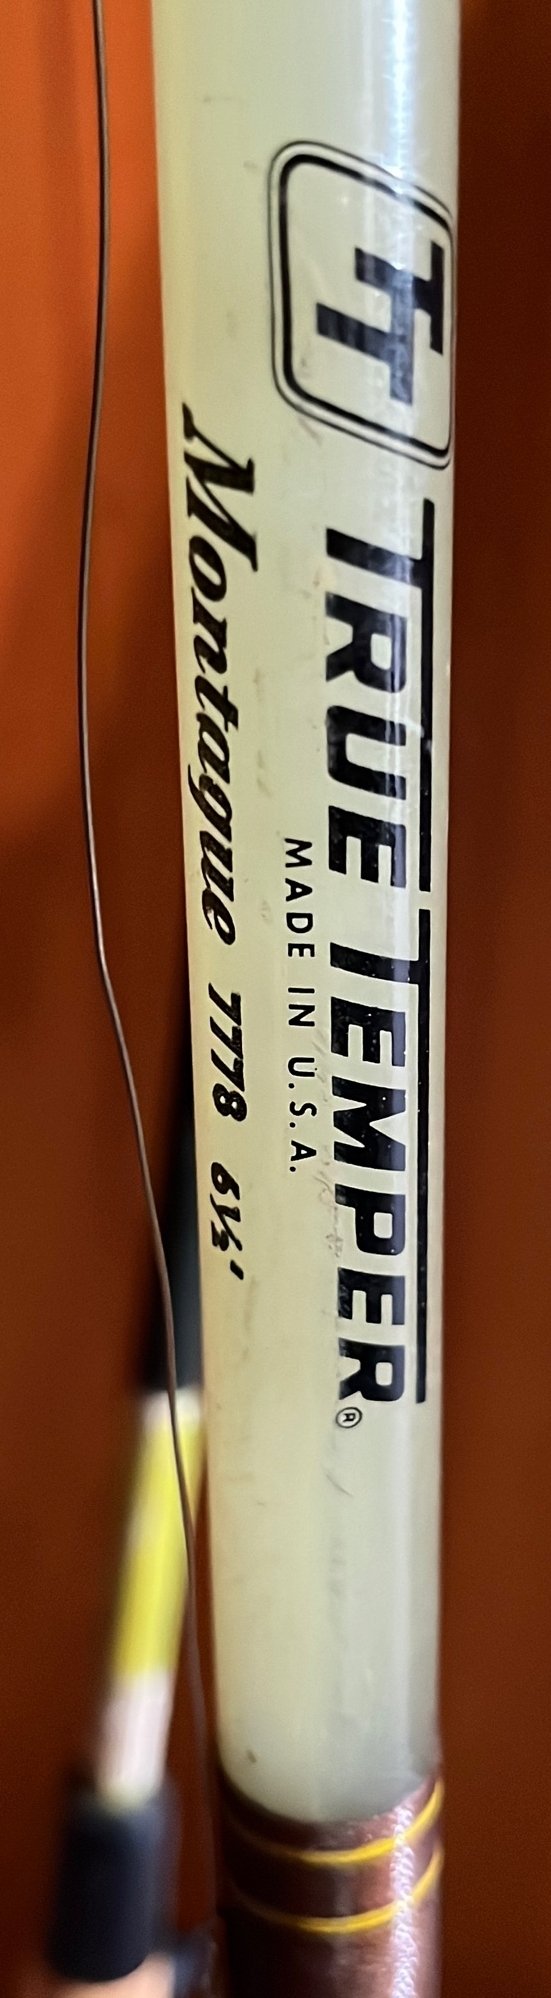 TT
TRUE TEMPER®
MADE IN U.S.A.
Montague 7778 6½'